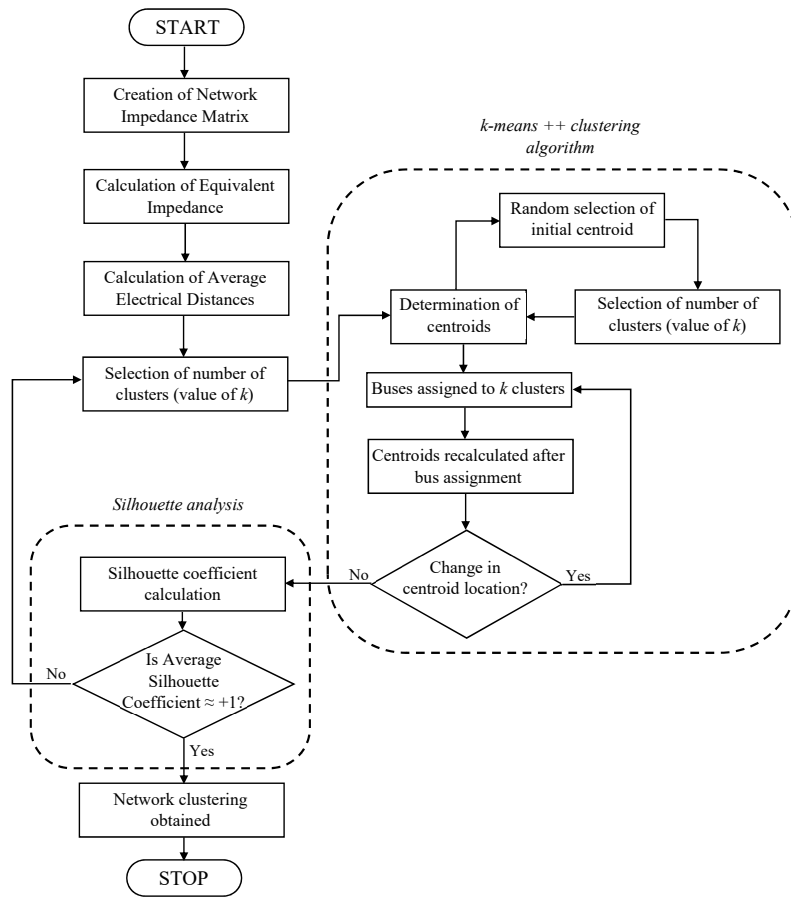 START
Creation of Network
Impedance Matrix
Calculation of Equivalent
Impedance
Calculation of Average
Electrical Distances
Selection of number of
clusters (value of k)
k-means ++ clustering
algorithm
Random selection of
initial centroid
Determination of
centroids
Selection of number of
clusters (value of k)
Buses assigned to k clusters
Centroids recalculated after
bus assignment
Change in
centroid location?
No
Yes
Silhouette analysis
Silhouette coefficient
calculation
Is Average
Silhouette
Coefficient ≈ +1?
No
Yes
Network clustering
obtained
STOP